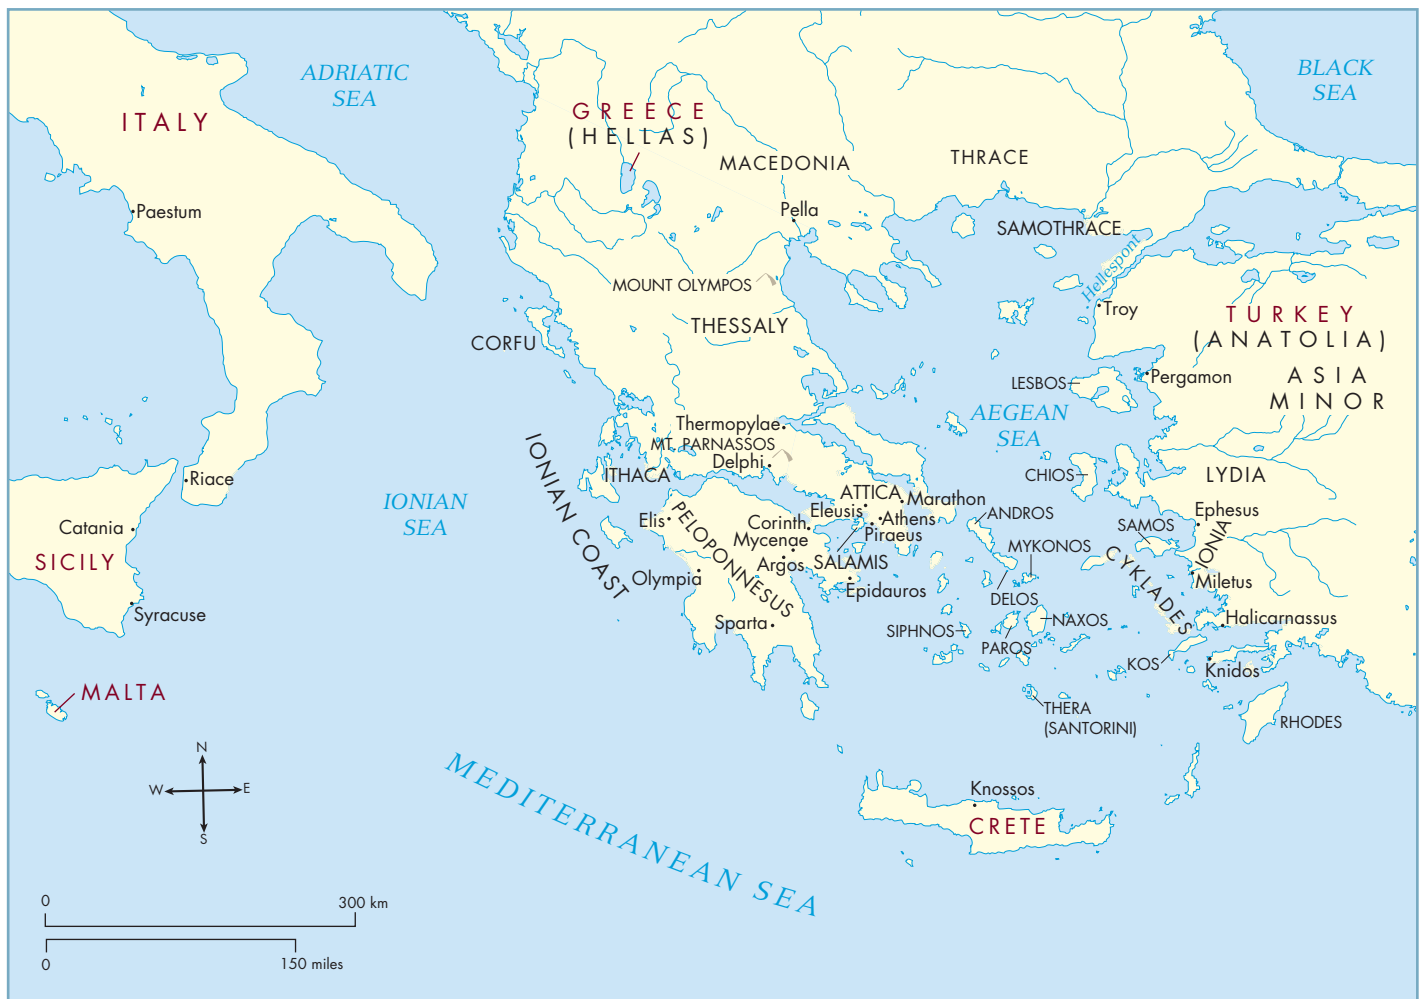 ADRIATIC
SEA
BLACK
SEA
ITALY
GREECE
(HELLAS)
MACEDONIA
THRACE
Paestum
Pella
SAMOTHRACE
Hellespont
MOUNT OLYMPOS
Troy
TURKEY
(ANATOLIA)
THESSALY
CORFU
Pergamon
ASIA
MINOR
LESBOS
AEGEAN
SEA
Thermopylae
MT. PARNASSOS
Delphi
IONIAN COAST
ITHACA
CHIOS
LYDIA
Riace
IONIAN
SEA
ATTICA
Marathon
Eleusis
Athens
Piraeus
ANDROS
Ephesus
Catania
Elis
PELOPONNESUS
Corinth
Mycenae
SAMOS
IONIA
MYKONOS
SICILY
Argos
SALAMIS
CYKLADES
Olympia
Epidauros
Miletus
DELOS
Syracuse
Sparta
SIPHNOS
NAXOS
Halicarnassus
PAROS
KOS
Knidos
MALTA
THERA
(SANTORINI)
RHODES
N
W
E
S
MEDITERRANEAN SEA
Knossos
CRETE
0
300 km
0
150 miles